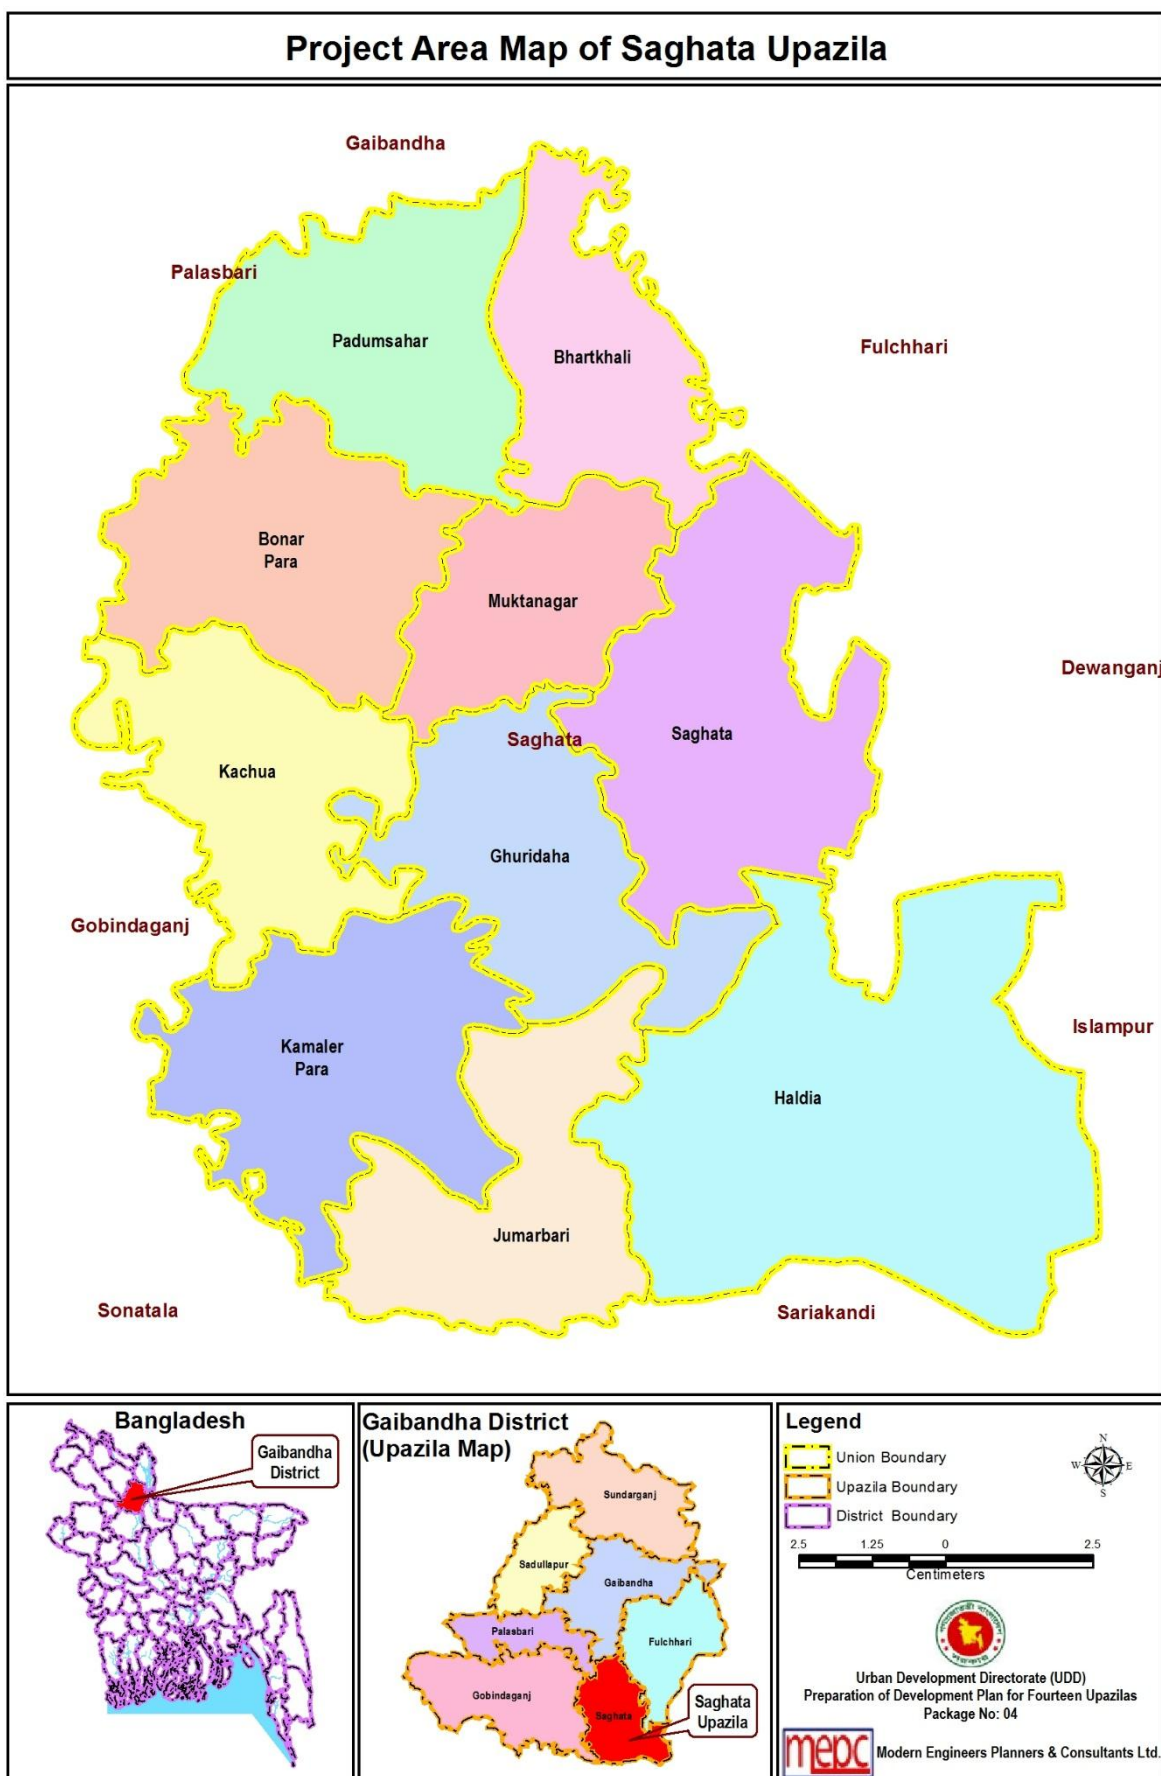 Project Area Map of Saghata Upazila
Gaibandha
Palasbari
Padumsahar
Bhartkhali
Fulchhari
Bonar
Para
Muktanagar
Dewanganj
Saghata
Saghata
Kachua
Ghuridaha
Gobindaganj
Islampur
Kamaler
Para
Haldia
Jumarbari
Sonatala
Sariakandi
Bangladesh
Gaibandha
District
Gaibandha District
(Upazila Map)
Sundarganj
Sadullapur
Gaibandha
Palasbari
Fulchhari
Gobindaganj
Saghata
Saghata
Upazila
Legend
Union Boundary
Upazila Boundary
District Boundary
N
W E
S
2.5 1.25 0 2.5
Centimeters
Urban Development Directorate (UDD)
Preparation of Development Plan for Fourteen Upazilas
Package No: 04
mepc Modern Engineers Planners & Consultants Ltd.